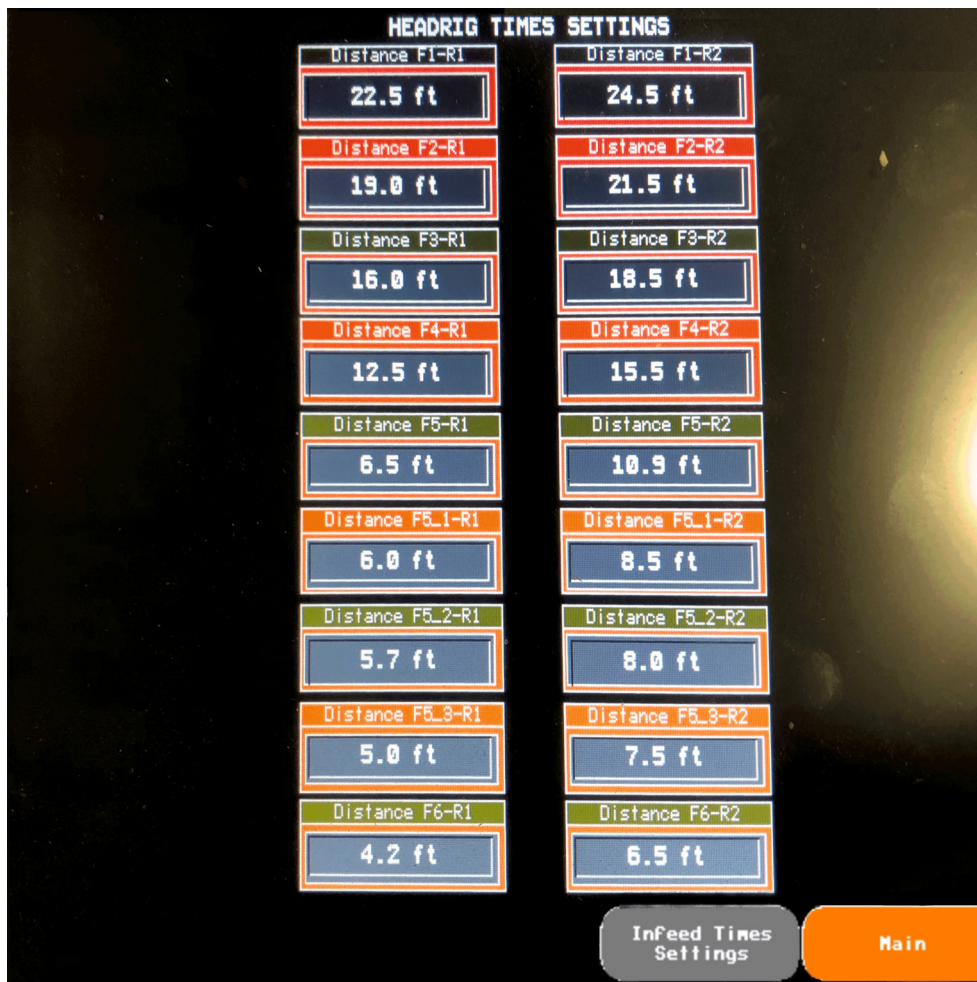 HEADRIG TIMES SETTINGS
Distance F1-R1
22.5 ft
Distance F1-R2
24.5 ft
Distance F2-R1
19.0 ft
Distance F2-R2
21.5 ft
Distance F3-R1
16.0 ft
Distance F3-R2
18.5 ft
Distance F4-R1
12.5 ft
Distance F4-R2
15.5 ft
Distance F5-R1
6.5 ft
Distance F5-R2
10.9 ft
Distance F5_1-R1
6.0 ft
Distance F5_1-R2
8.5 ft
Distance F5_2-R1
5.7 ft
Distance F5_2-R2
8.0 ft
Distance F5_3-R1
5.0 ft
Distance F5_3-R2
7.5 ft
Distance F6-R1
4.2 ft
Distance F6-R2
6.5 ft
Infeed Times
Settings
Main